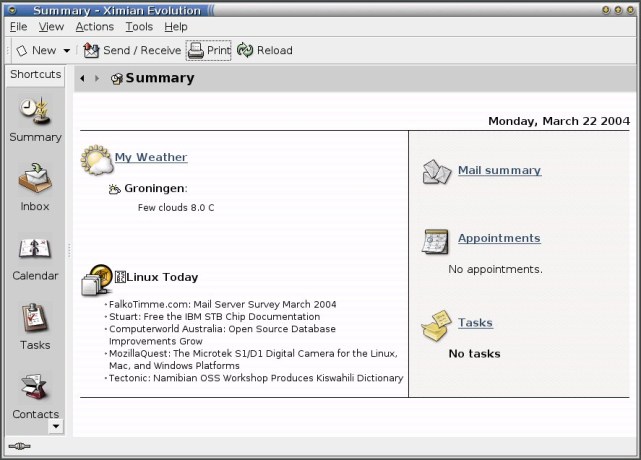 Summary - Ximian Evolution
File View Actions Tools Help
New Send / Receive Print Reload
Shortcuts
Summary
Summary
Inbox
Calendar
Tasks
Contacts
Monday, March 22 2004
My Weather
Groningen:
Few clouds 8.0 C
Linux Today
· FalkoTimme.com: Mail Server Survey March 2004
· Stuart: Free the IBM STB Chip Documentation
· Computerworld Australia: Open Source Database
Improvements Grow
· MozillaQuest: The Microtek S1/D1 Digital Camera for the Linux,
Mac, and Windows Platforms
· Tectonic: Namibian OSS Workshop Produces Kiswahili Dictionary
Mail summary
Appointments
No appointments.
Tasks
No tasks